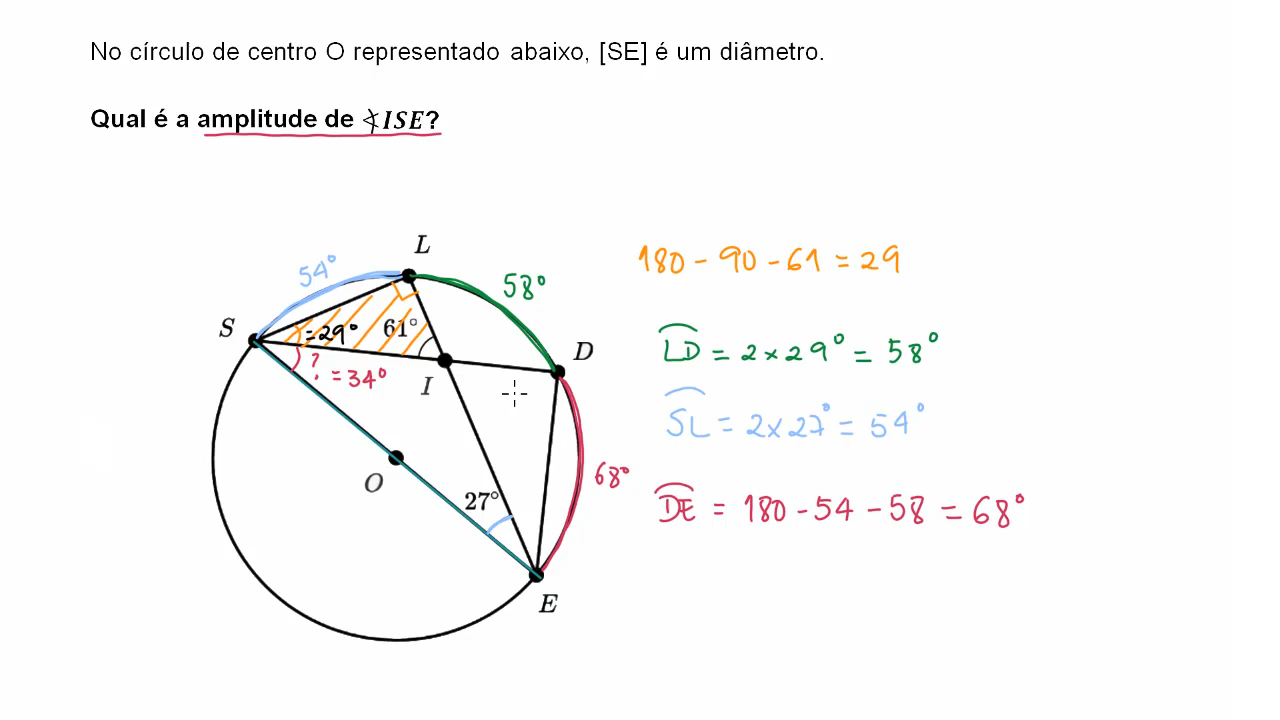 No círculo de centro O representado abaixo, [SE] é um diâmetro.
Qual é a amplitude de ∢ISE?
L
54°
58°
180 - 90 - 61 = 29
S
= 29°
61°
D
LD = 2 × 29° = 58°
? = 34°
I
SL = 2 × 27° = 54°
O
27°
68°
DE = 180 - 54 - 58 = 68°
E